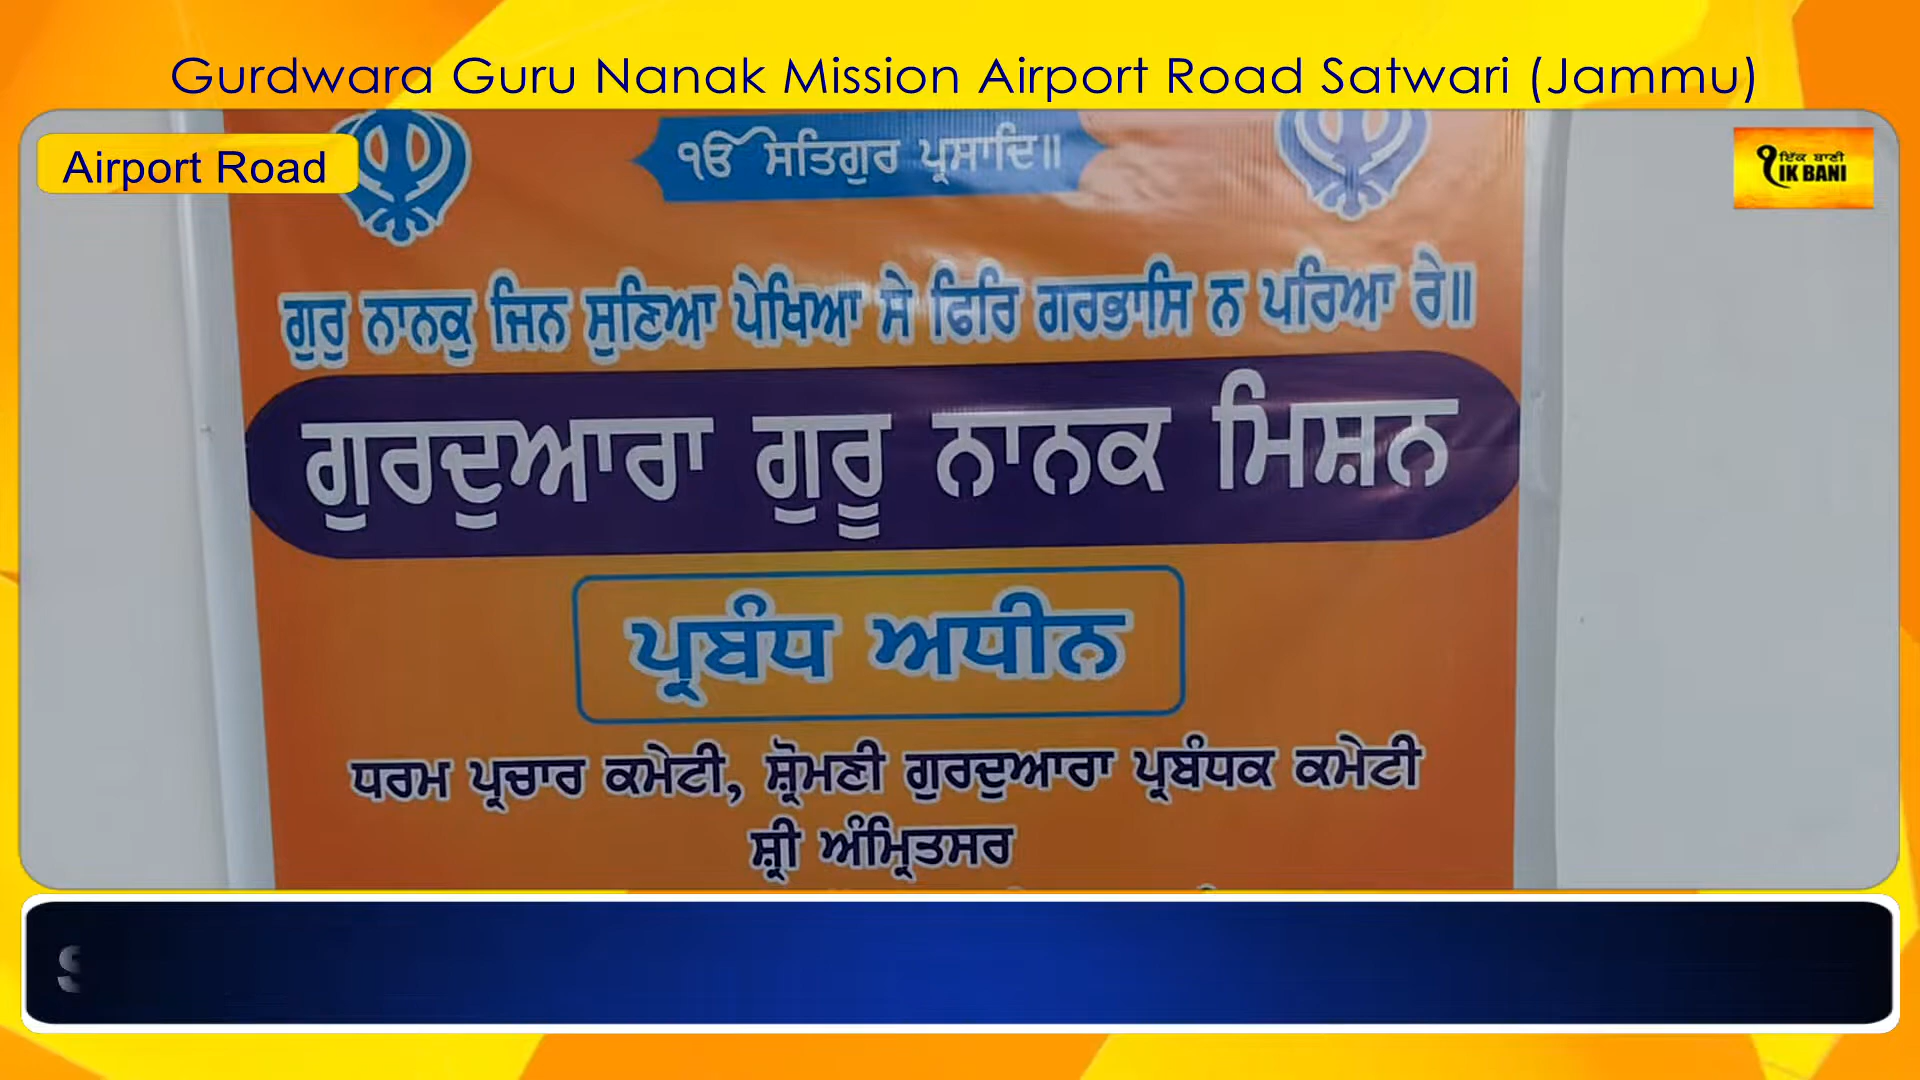 Gurdwara Guru Nanak Mission Airport Road Satwari (Jammu)
Airport Road
ੴ ਸਤਿਗੁਰ ਪ੍ਰਸਾਦਿ॥
ਇੱਕ ਬਾਣੀ
IK BANI
ਗੁਰੁ ਨਾਨਕੁ ਜਿਨ ਸੁਣਿਆ ਪੇਖਿਆ ਸੇ ਫਿਰਿ ਗਰਭਾਸਿ ਨ ਪਰਿਆ ਰੇ॥
ਗੁਰਦੁਆਰਾ ਗੁਰੂ ਨਾਨਕ ਮਿਸ਼ਨ
ਪ੍ਰਬੰਧ ਅਧੀਨ
ਧਰਮ ਪ੍ਰਚਾਰ ਕਮੇਟੀ, ਸ਼੍ਰੋਮਣੀ ਗੁਰਦੁਆਰਾ ਪ੍ਰਬੰਧਕ ਕਮੇਟੀ
ਸ਼੍ਰੀ ਅੰਮ੍ਰਿਤਸਰ